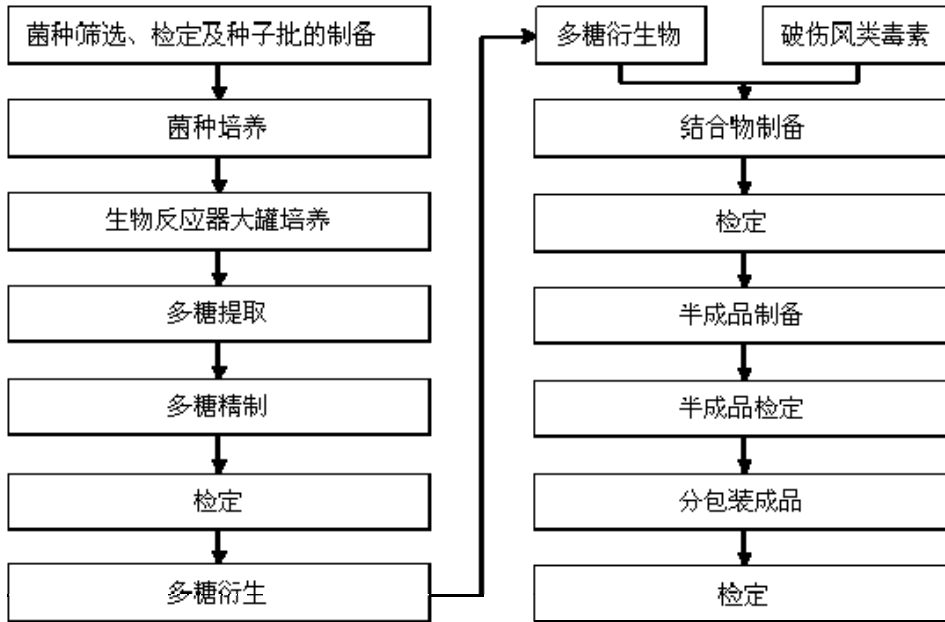 菌种筛选、检定及种子批的制备
菌种培养
生物反应器大罐培养
多糖提取
多糖精制
检定
多糖衍生
多糖衍生物
破伤风类毒素
结合物制备
检定
半成品制备
半成品检定
分包装成品
检定